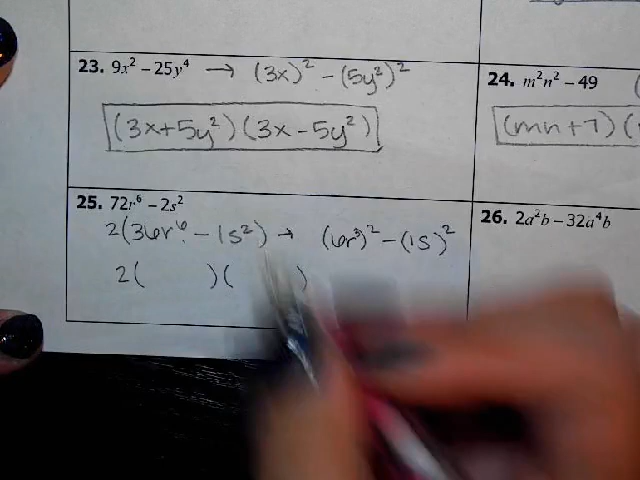 23. 9x² − 25y⁴ → (3x)² − (5y²)²
(3x+5y²)(3x−5y²)
24. m²n² − 49
(mn+7)(
25. 72r⁶ − 2s²
2(36r⁶ − 1s²) → (6r³)² − (1s)²
2(       )(       )
26. 2a²b − 32a⁴b